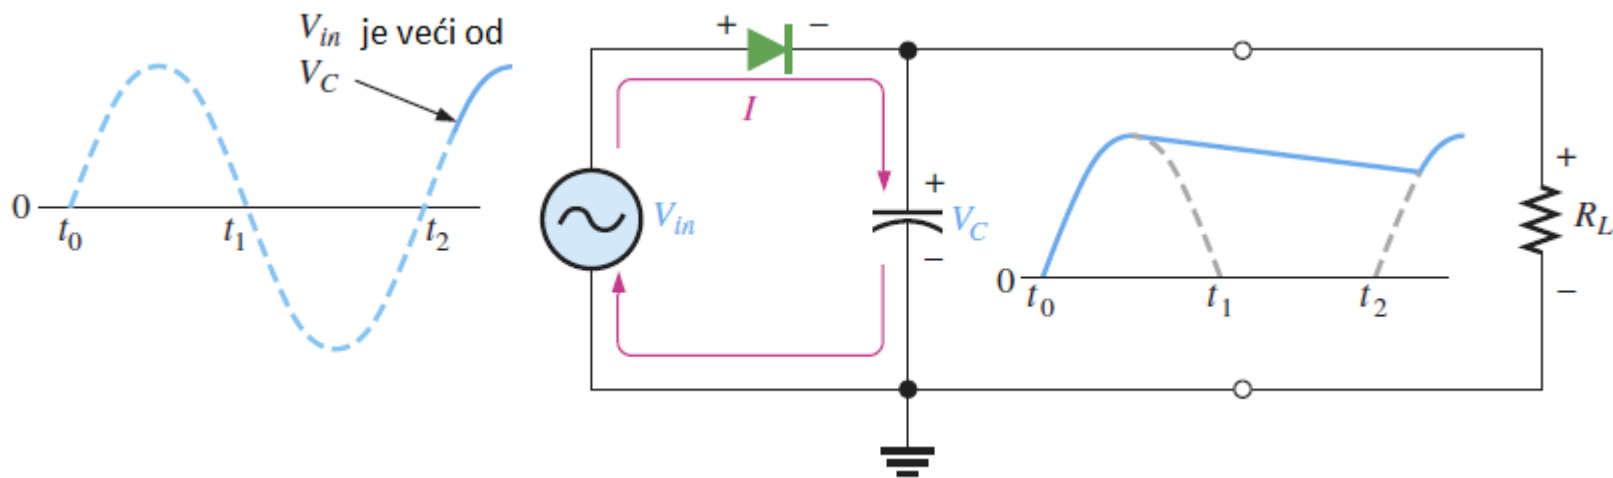 V_in je veći od
V_C
0
t_0
t_1
t_2
+
−
I
V_in
+
V_C
−
0
t_0
t_1
t_2
+
R_L
−